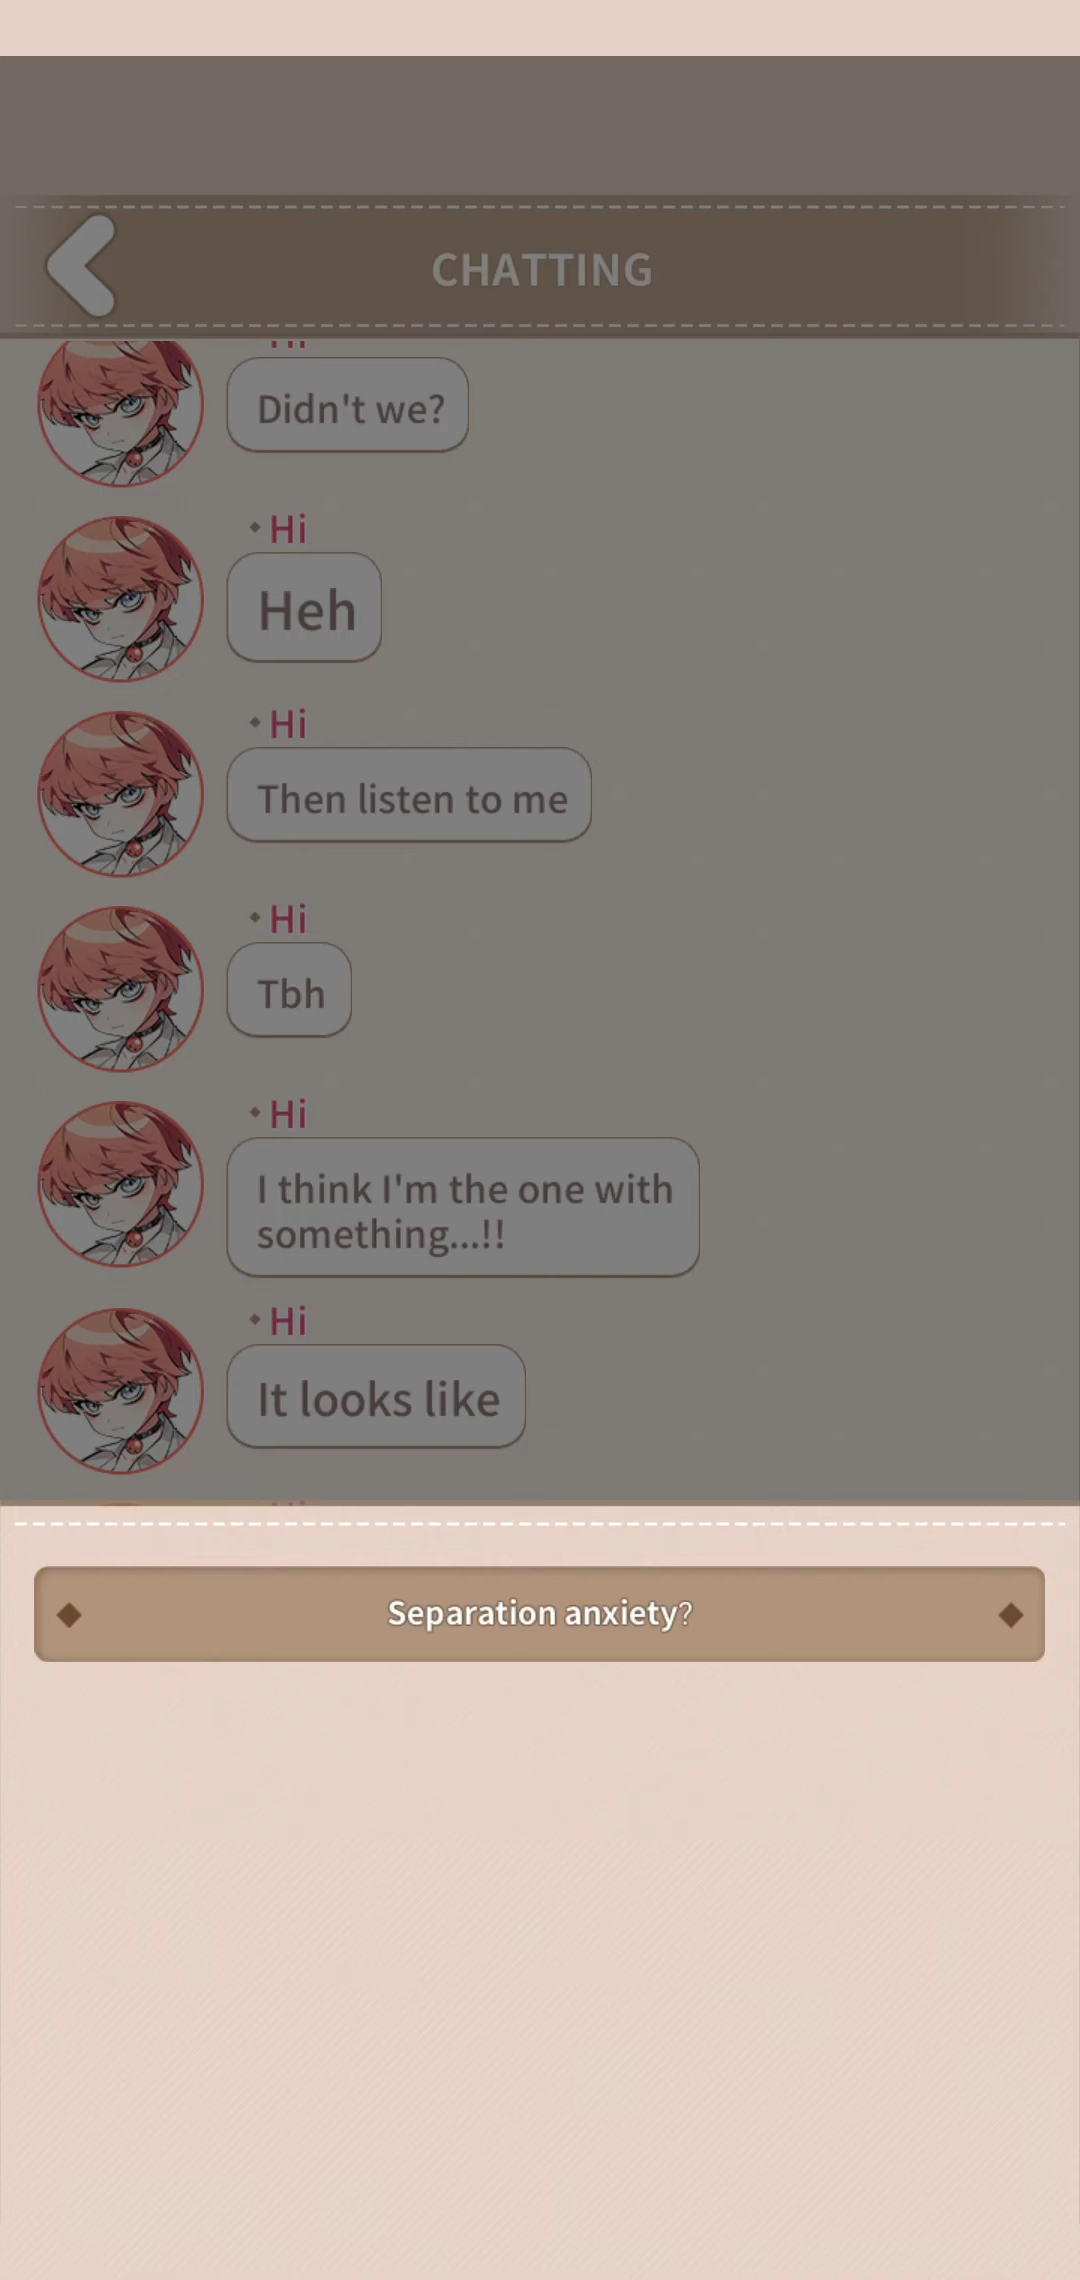 CHATTING
Hi
Didn't we?
Hi
Heh
Hi
Then listen to me
Hi
Tbh
Hi
I think I'm the one with
something...!!
Hi
It looks like
Separation anxiety?